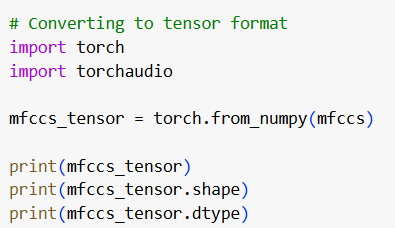 # Converting to tensor format
import torch
import torchaudio
mfccs_tensor = torch.from_numpy(mfccs)
print(mfccs_tensor)
print(mfccs_tensor.shape)
print(mfccs_tensor.dtype)